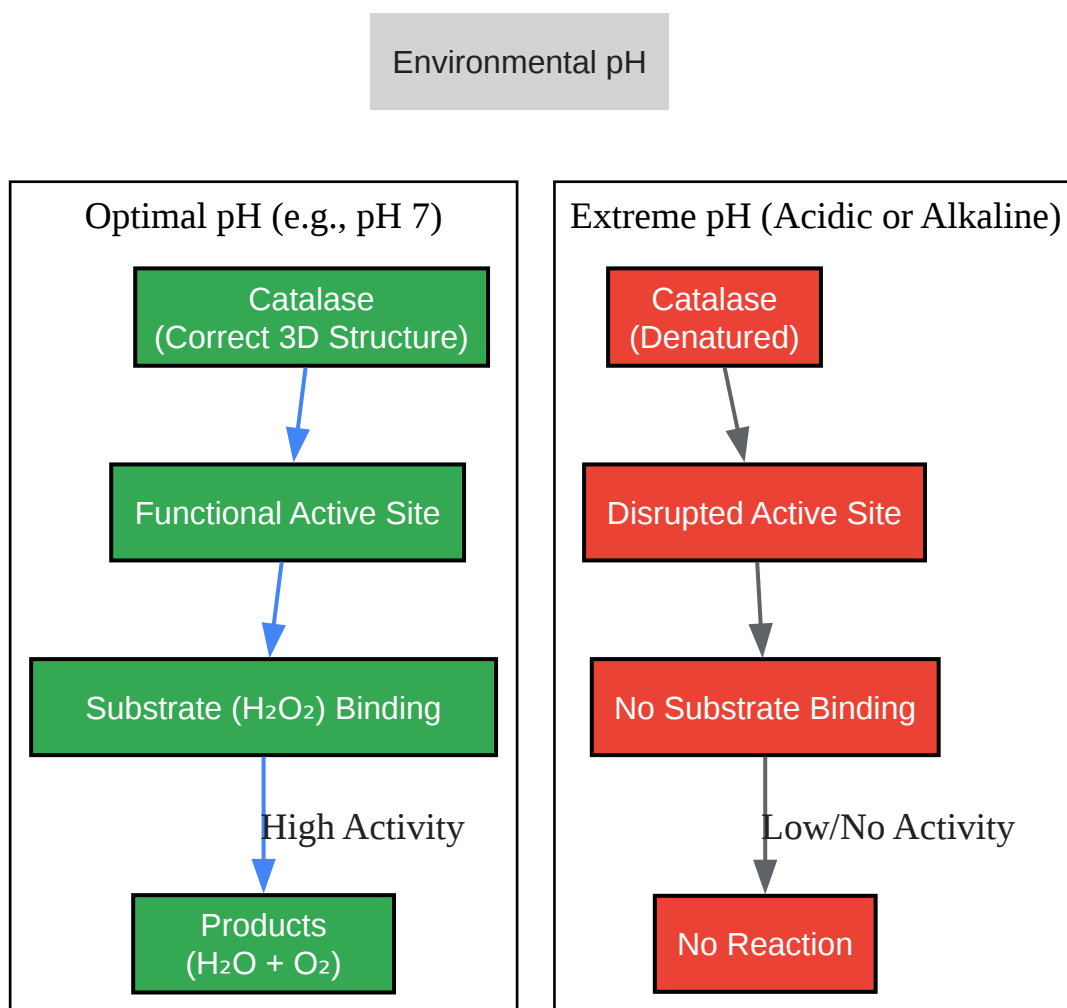 Environmental pH
Optimal pH (e.g., pH 7)
Catalase
(Correct 3D Structure)
Functional Active Site
Substrate (H₂O₂) Binding
High Activity
Products
(H₂O + O₂)
Extreme pH (Acidic or Alkaline)
Catalase
(Denatured)
Disrupted Active Site
No Substrate Binding
Low/No Activity
No Reaction